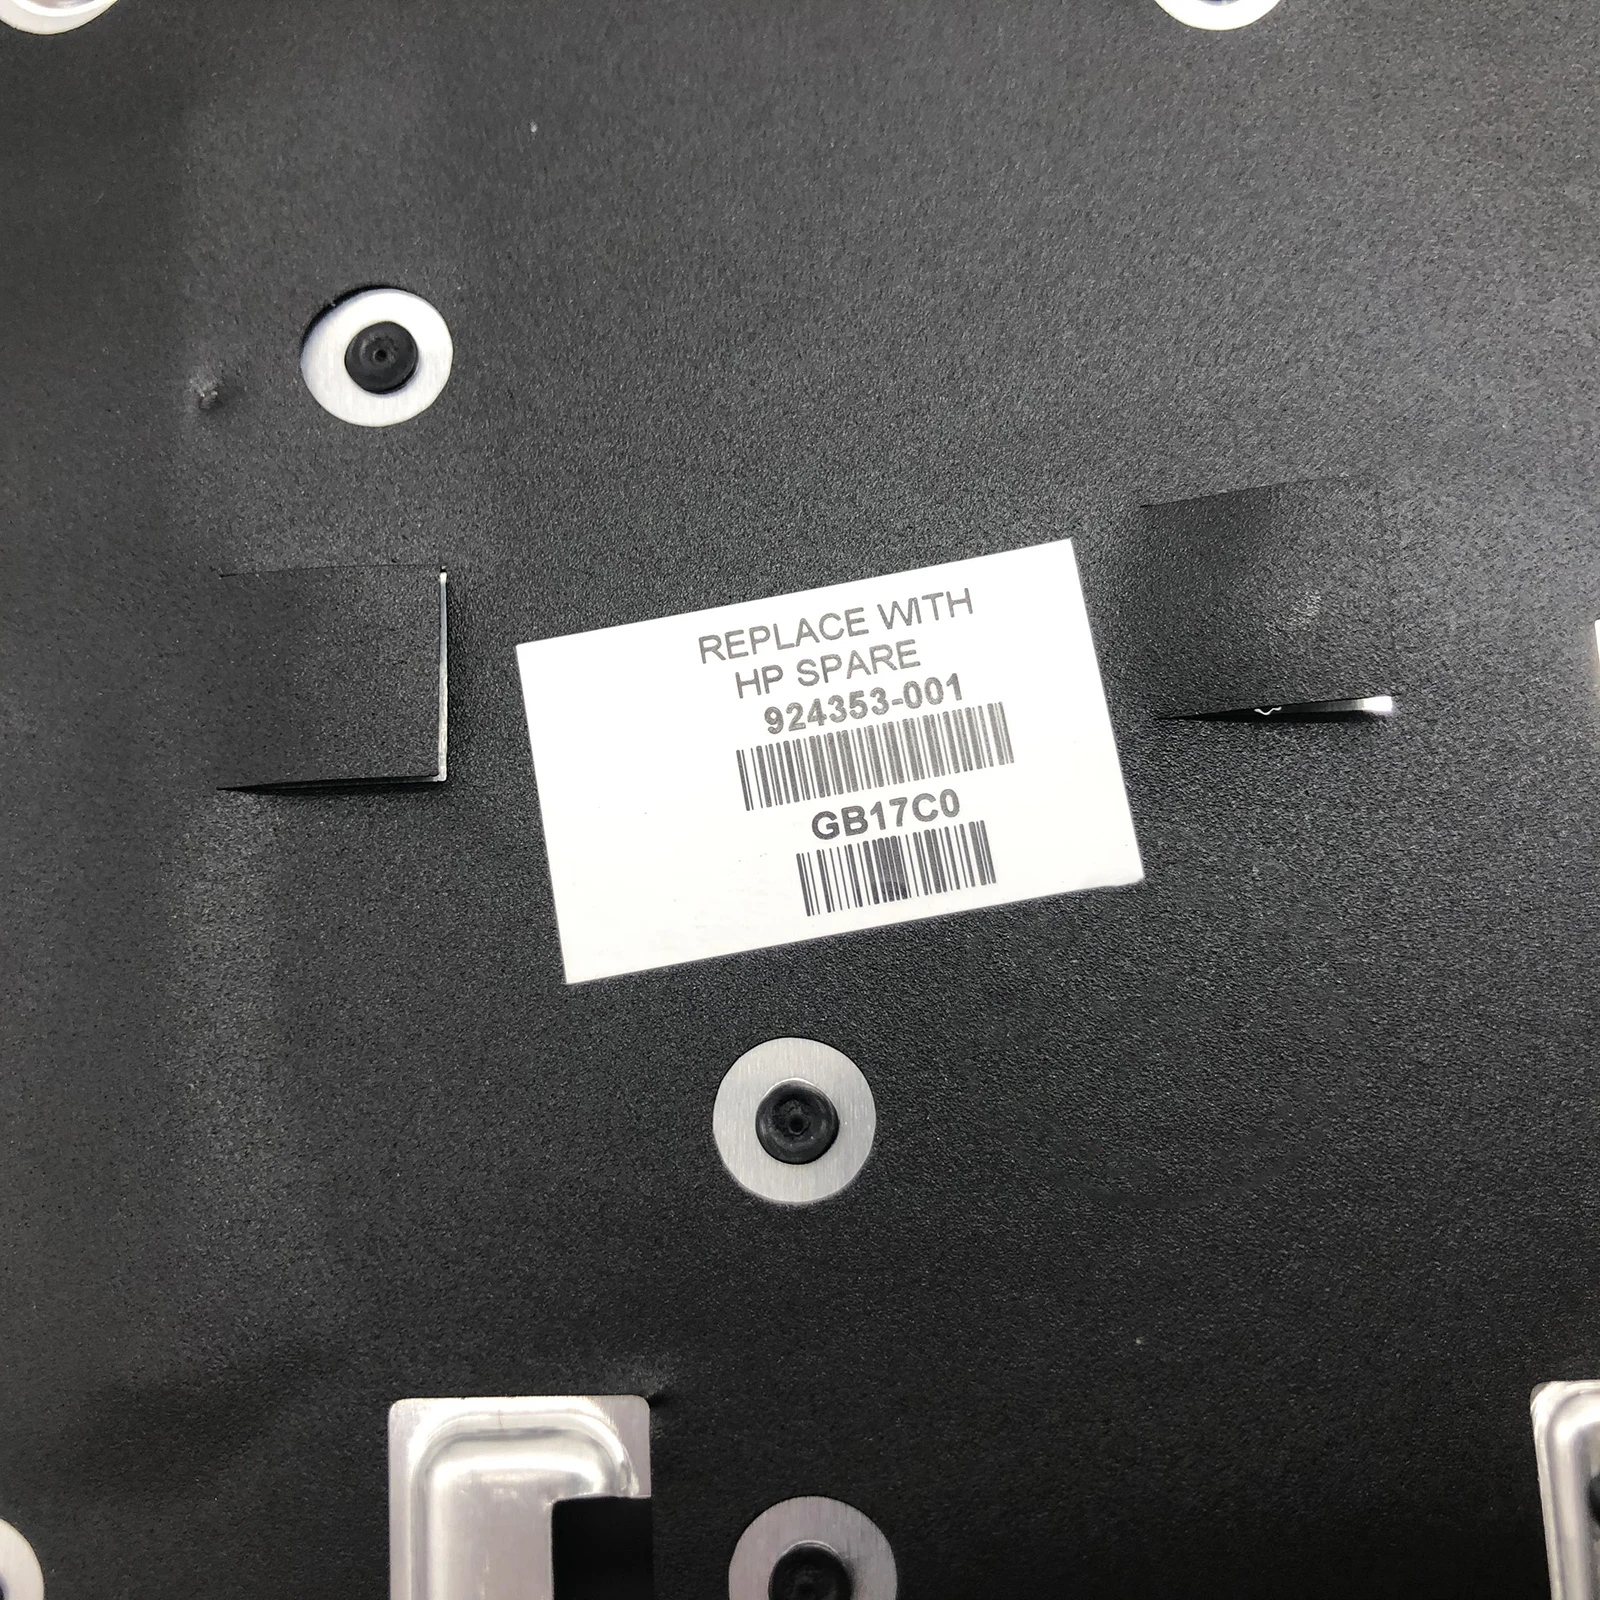 REPLACE WITH
HP SPARE
924353-001
GB17C0